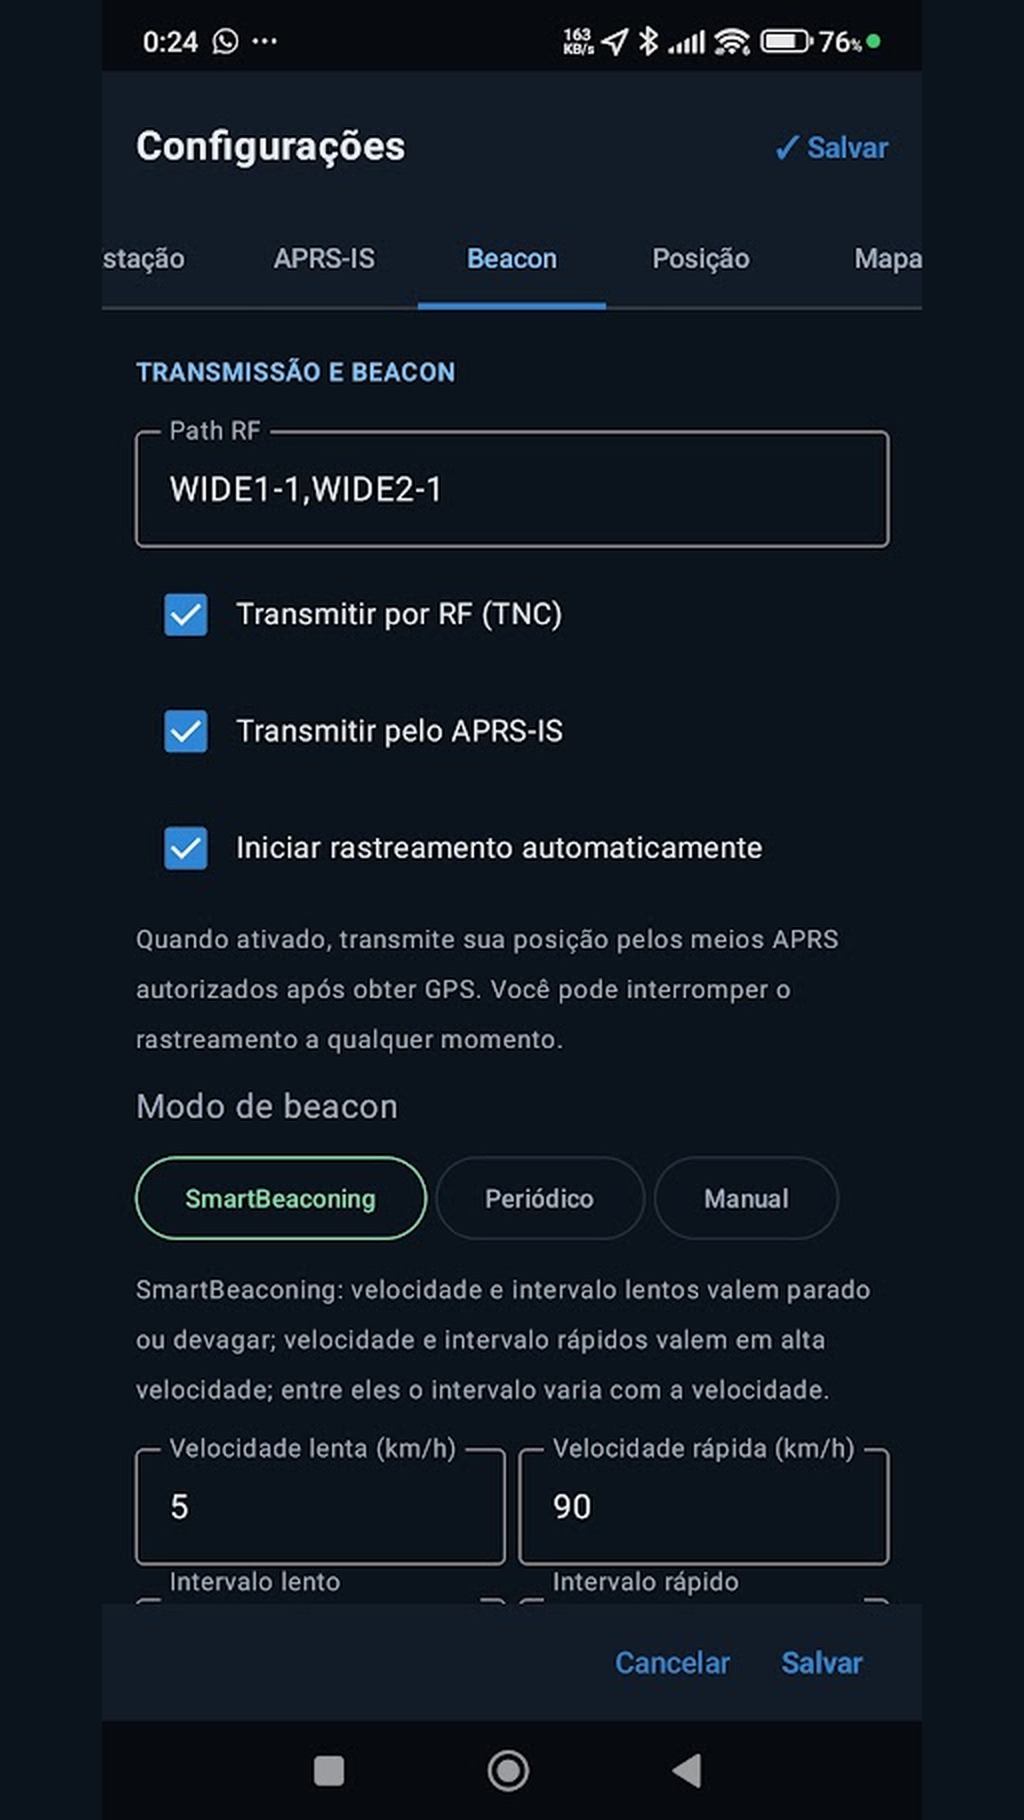 0:24 ... 163 KB/s 76%
Configurações ✓ Salvar
stação APRS-IS Beacon Posição Mapa
TRANSMISSÃO E BEACON
Path RF
WIDE1-1,WIDE2-1
Transmitir por RF (TNC)
Transmitir pelo APRS-IS
Iniciar rastreamento automaticamente
Quando ativado, transmite sua posição pelos meios APRS
autorizados após obter GPS. Você pode interromper o
rastreamento a qualquer momento.
Modo de beacon
SmartBeaconing Periódico Manual
SmartBeaconing: velocidade e intervalo lentos valem parado
ou devagar; velocidade e intervalo rápidos valem em alta
velocidade; entre eles o intervalo varia com a velocidade.
Velocidade lenta (km/h) Velocidade rápida (km/h)
5 90
Intervalo lento Intervalo rápido
Cancelar Salvar